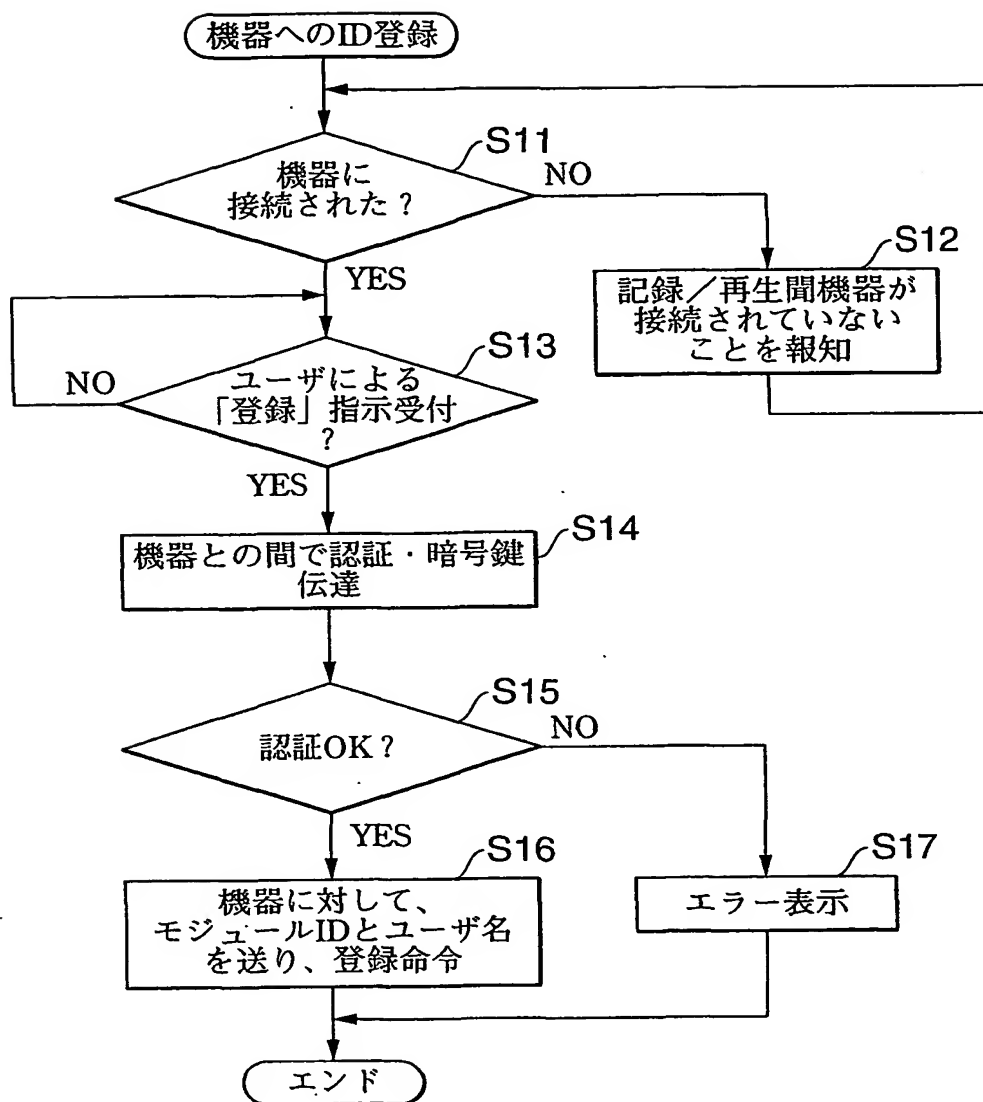 機器へのID登録
S11
機器に
接続された？
NO
YES
S12
記録／再生聞機器が
接続されていない
ことを報知
S13
ユーザによる
「登録」指示受付
？
NO
YES
S14
機器との間で認証・暗号鍵
伝達
S15
認証OK？
NO
YES
S16
機器に対して、
モジュールIDとユーザ名
を送り、登録命令
S17
エラー表示
エンド